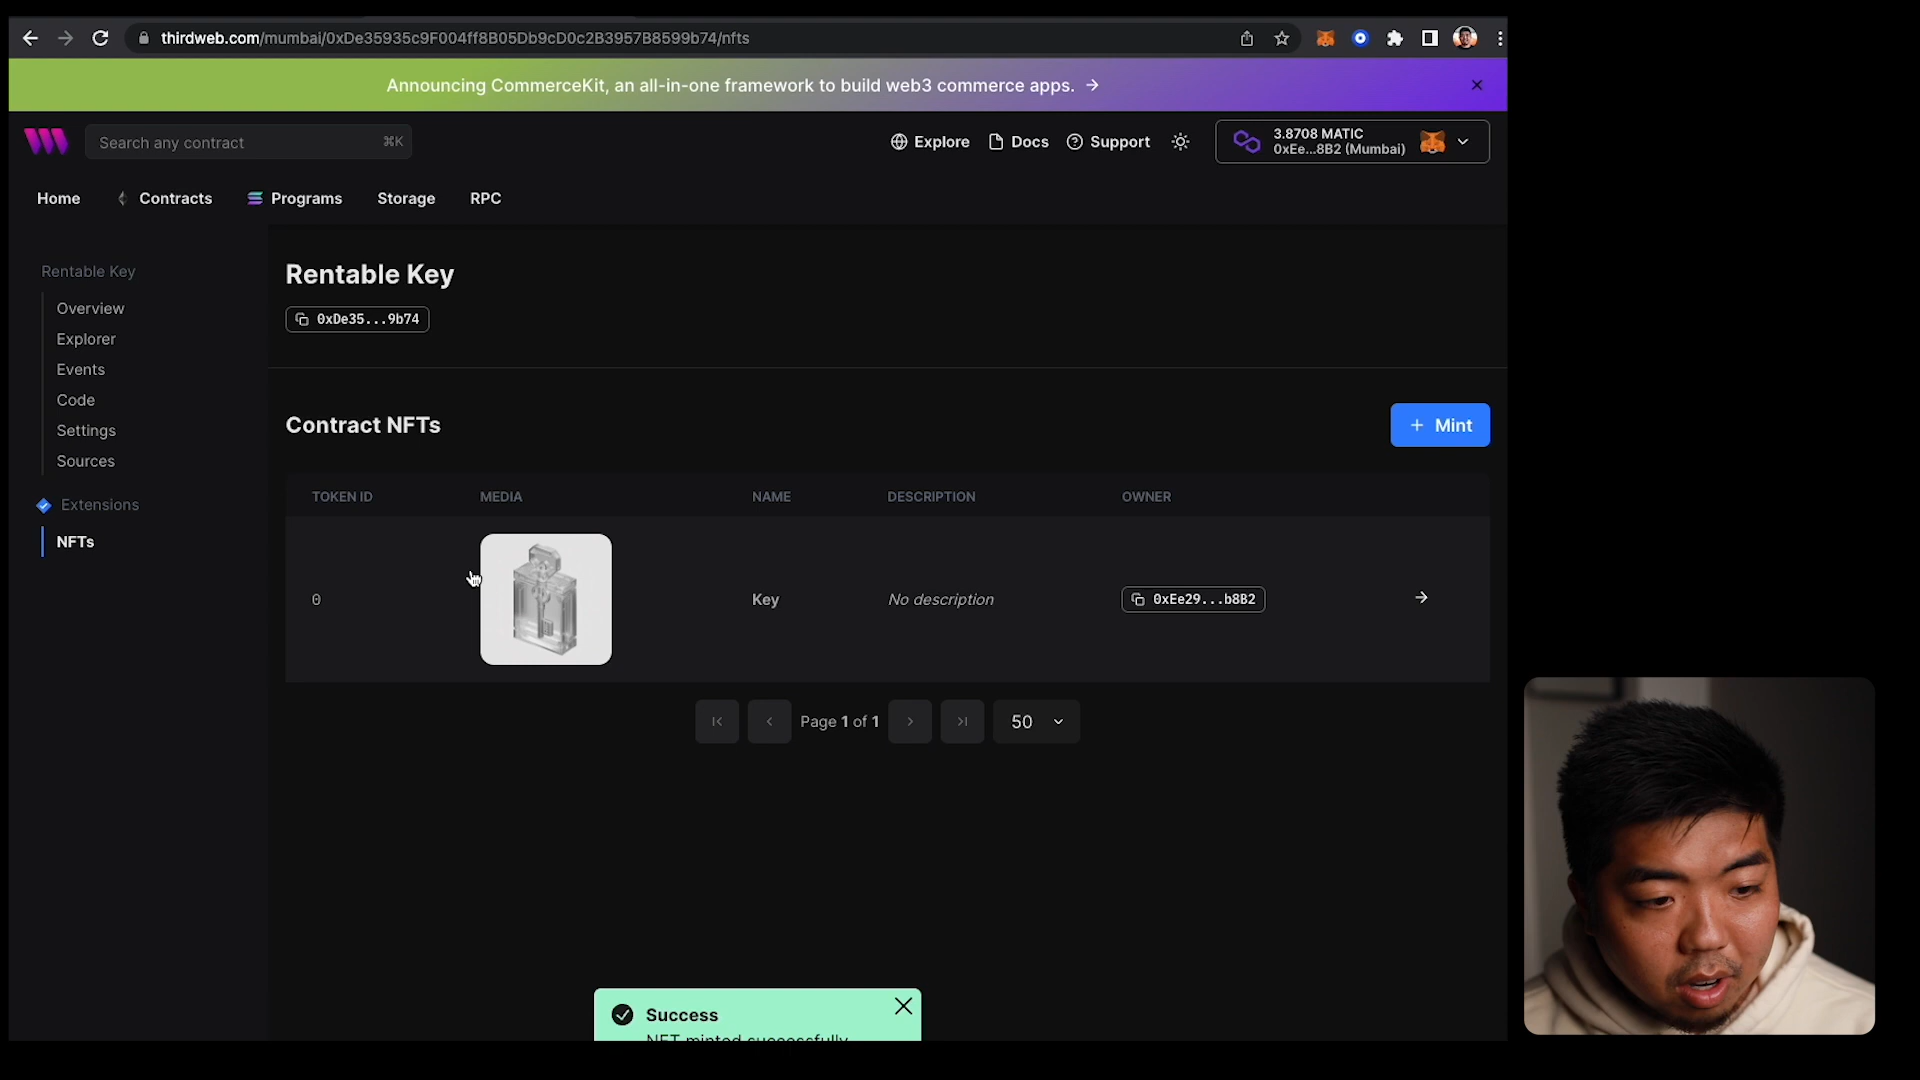 thirdweb.com/mumbai/0xDe35935c9F004ff8B05Db9cD0c2B3957B8599b74/nfts
Announcing CommerceKit, an all-in-one framework to build web3 commerce apps. →
Search any contract ⌘K
Explore Docs Support
3.8708 MATIC
0xEe...8B2 (Mumbai)
Home Contracts Programs Storage RPC
Rentable Key
Overview
Explorer
Events
Code
Settings
Sources
Extensions
NFTs
Rentable Key
0xDe35...9b74
Contract NFTs
+ Mint
TOKEN ID MEDIA NAME DESCRIPTION OWNER
0 Key No description 0xEe29...b8B2
Page 1 of 1 50
Success
NFT minted successfully